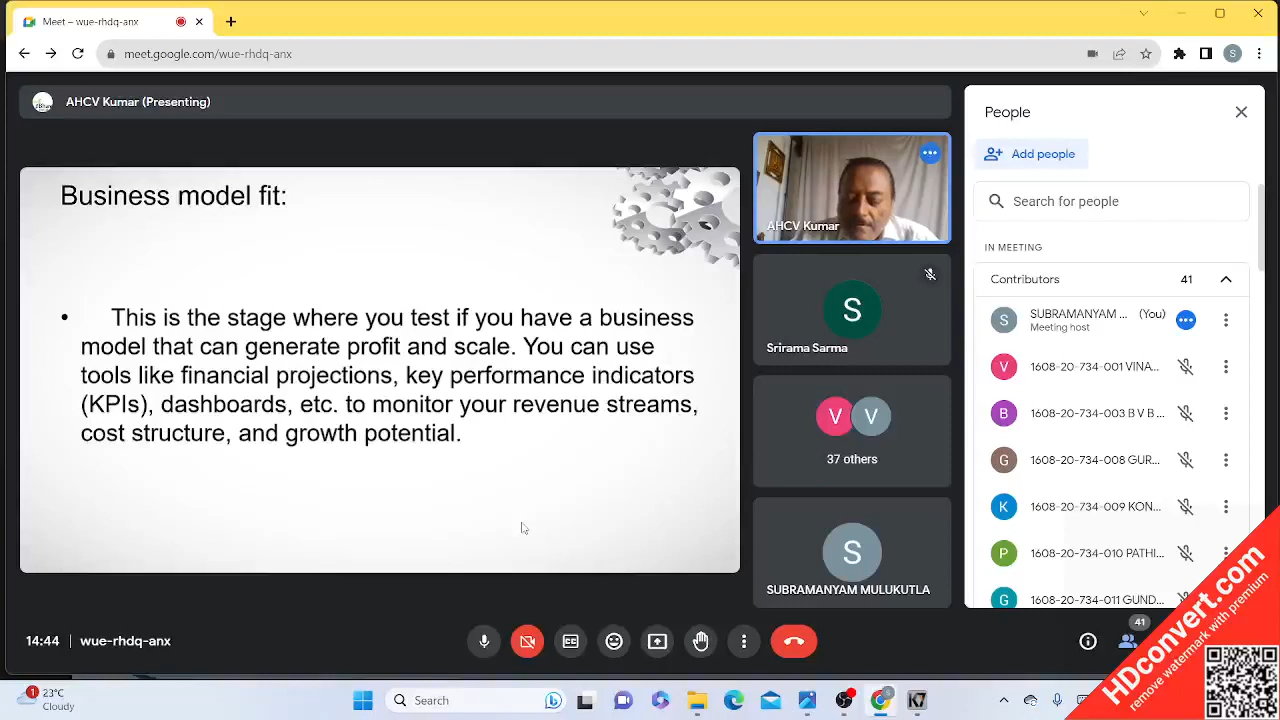 Meet – wue-rhdq-anx
meet.google.com/wue-rhdq-anx
S
AHCV Kumar (Presenting)
Business model fit:
• This is the stage where you test if you have a business
model that can generate profit and scale. You can use
tools like financial projections, key performance indicators
(KPIs), dashboards, etc. to monitor your revenue streams,
cost structure, and growth potential.
AHCV Kumar
S
Srirama Sarma
V V
37 others
S
SUBRAMANYAM MULUKUTLA
People
Add people
Search for people
IN MEETING
Contributors 41
S SUBRAMANYAM ... (You)
Meeting host
V 1608-20-734-001 VINA...
B 1608-20-734-003 B V B ...
G 1608-20-734-008 GUR...
K 1608-20-734-009 KON...
P 1608-20-734-010 PATHI...
G 1608-20-734-011 GUND...
14:44 | wue-rhdq-anx
41
HDconvert.com
remove watermark with premium
1
23°C
Cloudy
Search